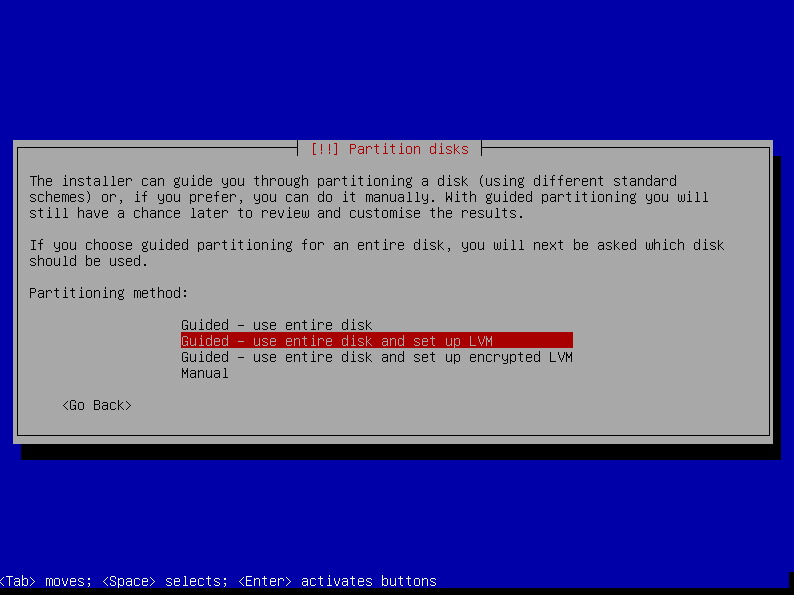 [!!] Partition disks
The installer can guide you through partitioning a disk (using different standard
schemes) or, if you prefer, you can do it manually. With guided partitioning you will
still have a chance later to review and customise the results.
If you choose guided partitioning for an entire disk, you will next be asked which disk
should be used.
Partitioning method:
Guided - use entire disk
Guided - use entire disk and set up LVM
Guided - use entire disk and set up encrypted LVM
Manual
<Go Back>
<Tab> moves; <Space> selects; <Enter> activates buttons